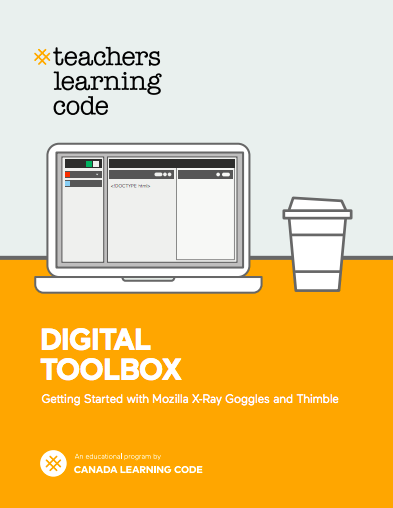 teachers
learning
code
<!DOCTYPE html>
DIGITAL
TOOLBOX
Getting Started with Mozilla X-Ray Goggles and Thimble
An educational program by
CANADA LEARNING CODE